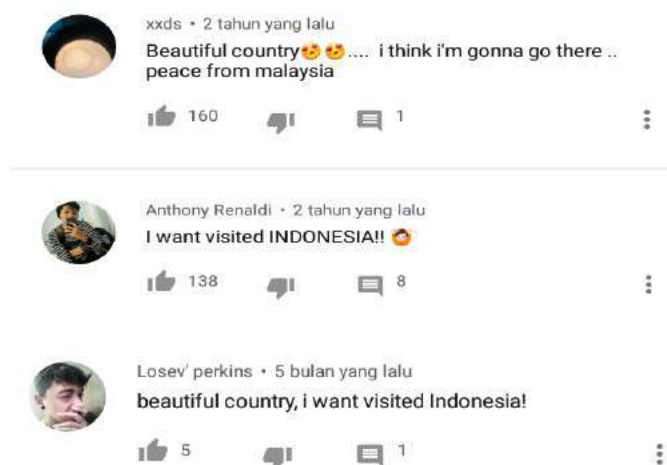 xxds • 2 tahun yang lalu
Beautiful country😍😍.... i think i'm gonna go there ..
peace from malaysia
160 1
Anthony Renaldi • 2 tahun yang lalu
I want visited INDONESIA!! 🙆
138 8
Losev' perkins • 5 bulan yang lalu
beautiful country, i want visited Indonesia!
5 1